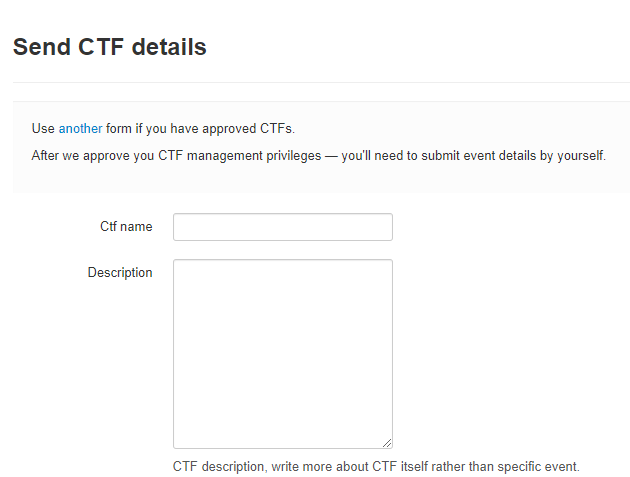 Send CTF details
Use another form if you have approved CTFs.
After we approve you CTF management privileges — you'll need to submit event details by yourself.
Ctf name
Description
CTF description, write more about CTF itself rather than specific event.